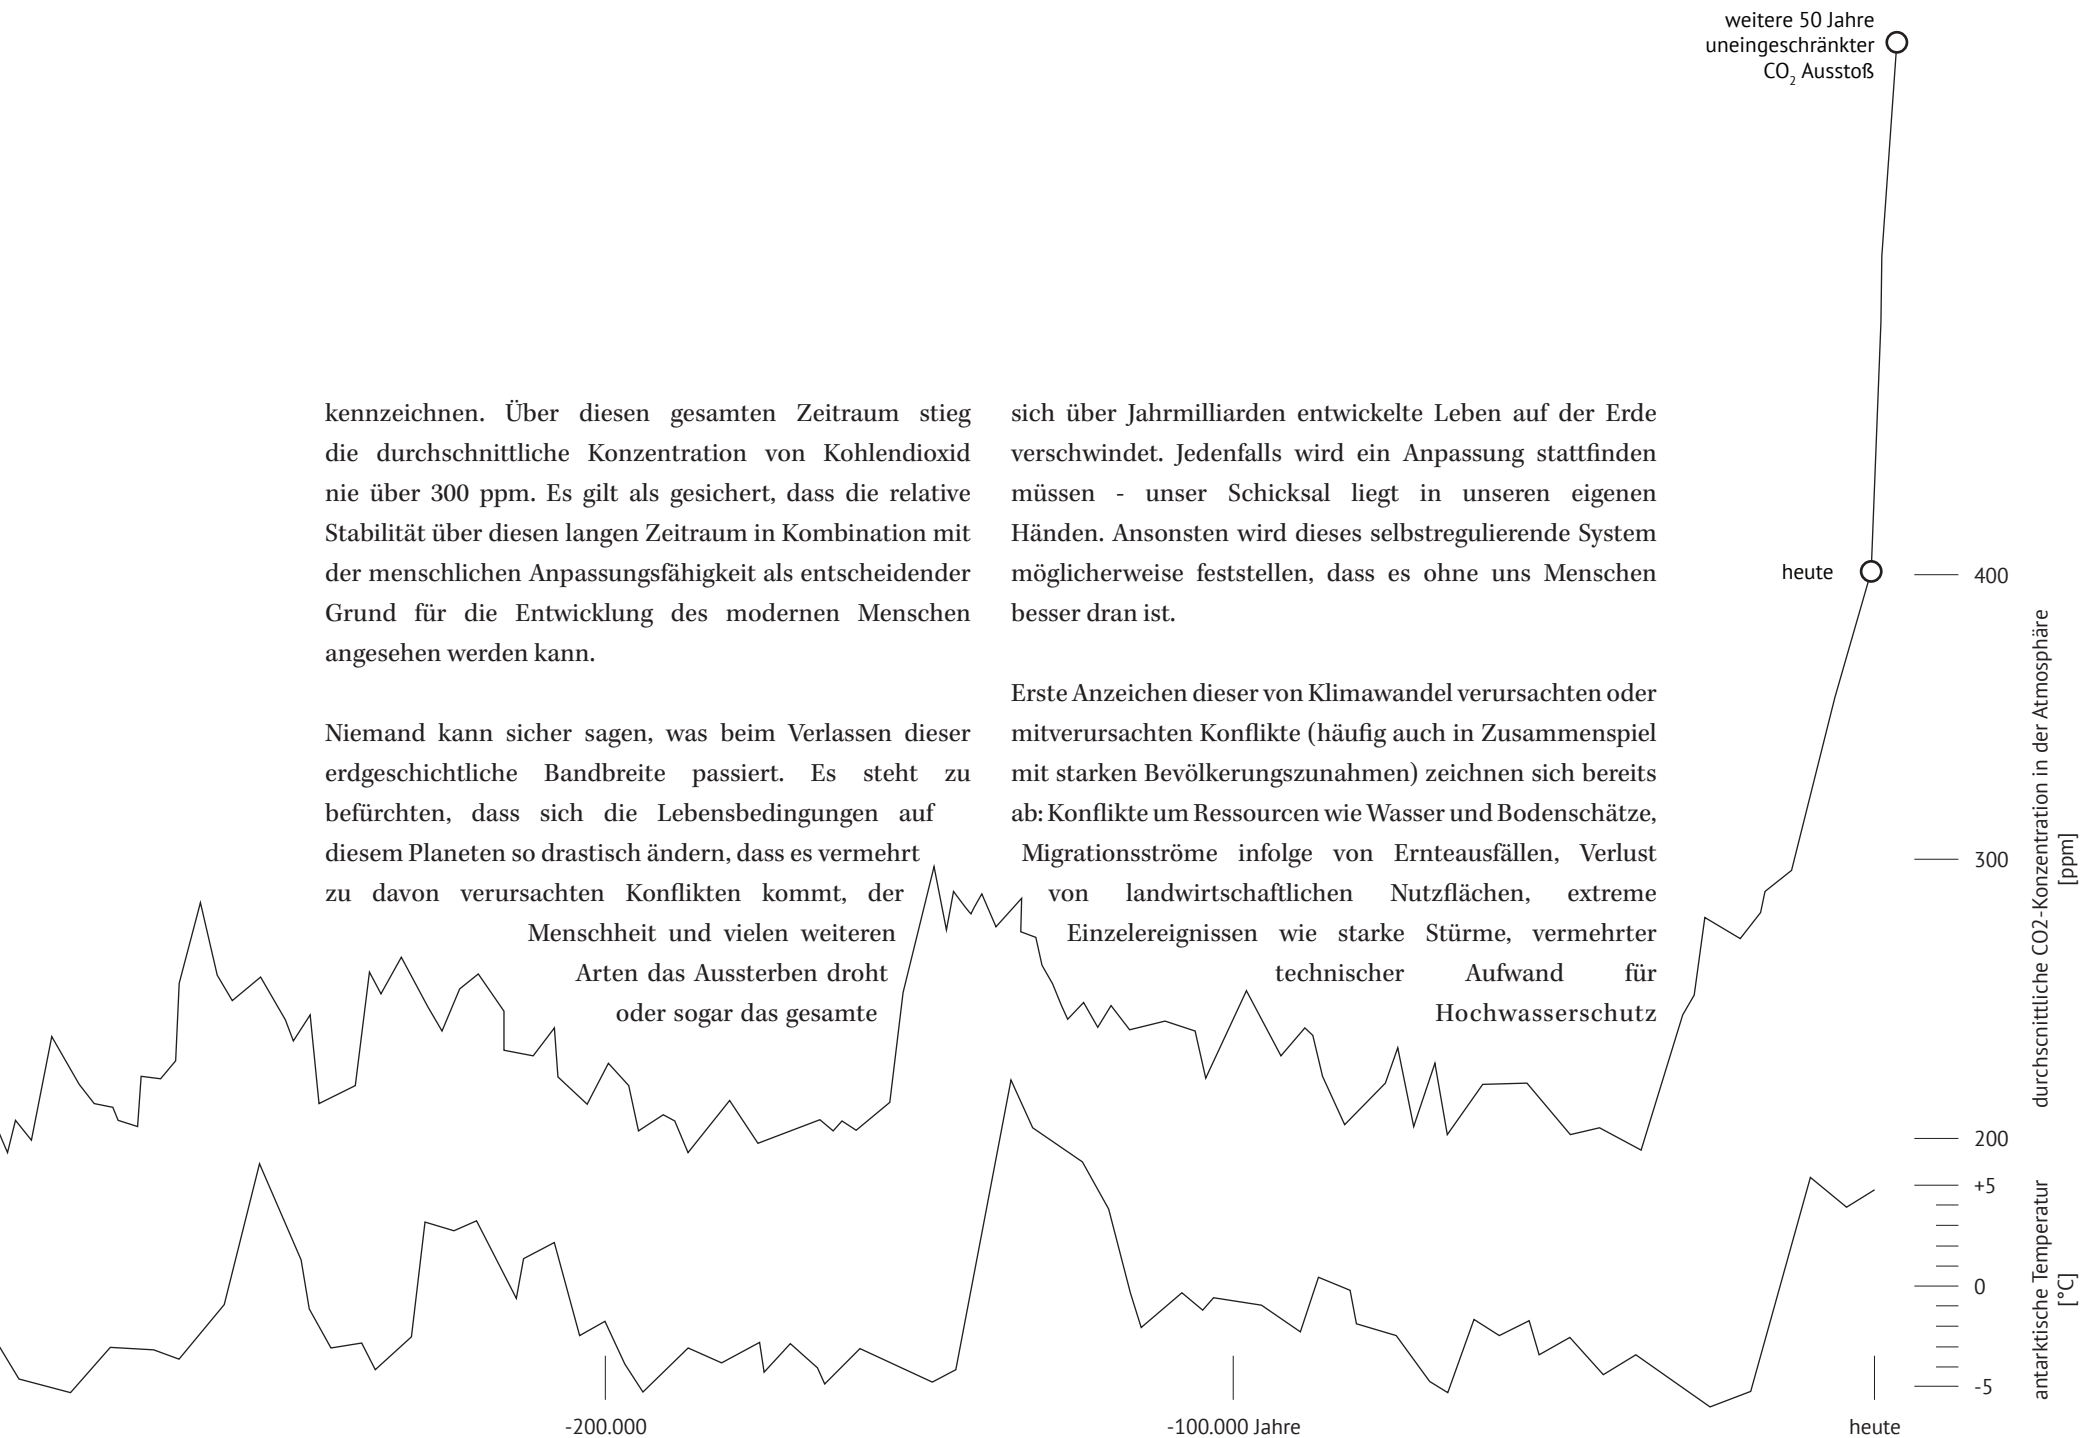 weitere 50 Jahre
uneingeschränkter
CO₂ Ausstoß
kennzeichnen. Über diesen gesamten Zeitraum stieg
die durchschnittliche Konzentration von Kohlendioxid
nie über 300 ppm. Es gilt als gesichert, dass die relative
Stabilität über diesen langen Zeitraum in Kombination mit
der menschlichen Anpassungsfähigkeit als entscheidender
Grund für die Entwicklung des modernen Menschen
angesehen werden kann.
Niemand kann sicher sagen, was beim Verlassen dieser
erdgeschichtliche Bandbreite passiert. Es steht zu
befürchten, dass sich die Lebensbedingungen auf
diesem Planeten so drastisch ändern, dass es vermehrt
zu davon verursachten Konflikten kommt, der
Menschheit und vielen weiteren
Arten das Aussterben droht
oder sogar das gesamte
sich über Jahrmilliarden entwickelte Leben auf der Erde
verschwindet. Jedenfalls wird ein Anpassung stattfinden
müssen - unser Schicksal liegt in unseren eigenen
Händen. Ansonsten wird dieses selbstregulierende System
möglicherweise feststellen, dass es ohne uns Menschen
besser dran ist.
Erste Anzeichen dieser von Klimawandel verursachten oder
mitverursachten Konflikte (häufig auch in Zusammenspiel
mit starken Bevölkerungszunahmen) zeichnen sich bereits
ab: Konflikte um Ressourcen wie Wasser und Bodenschätze,
Migrationsströme infolge von Ernteausfällen, Verlust
von landwirtschaftlichen Nutzflächen, extreme
Einzelereignissen wie starke Stürme, vermehrter
technischer Aufwand für
Hochwasserschutz
heute
400
300
200
durchscnittliche CO2-Konzentration in der Atmosphäre
[ppm]
+5
0
-5
antarktische Temperatur
[°C]
-200.000
-100.000 Jahre
heute